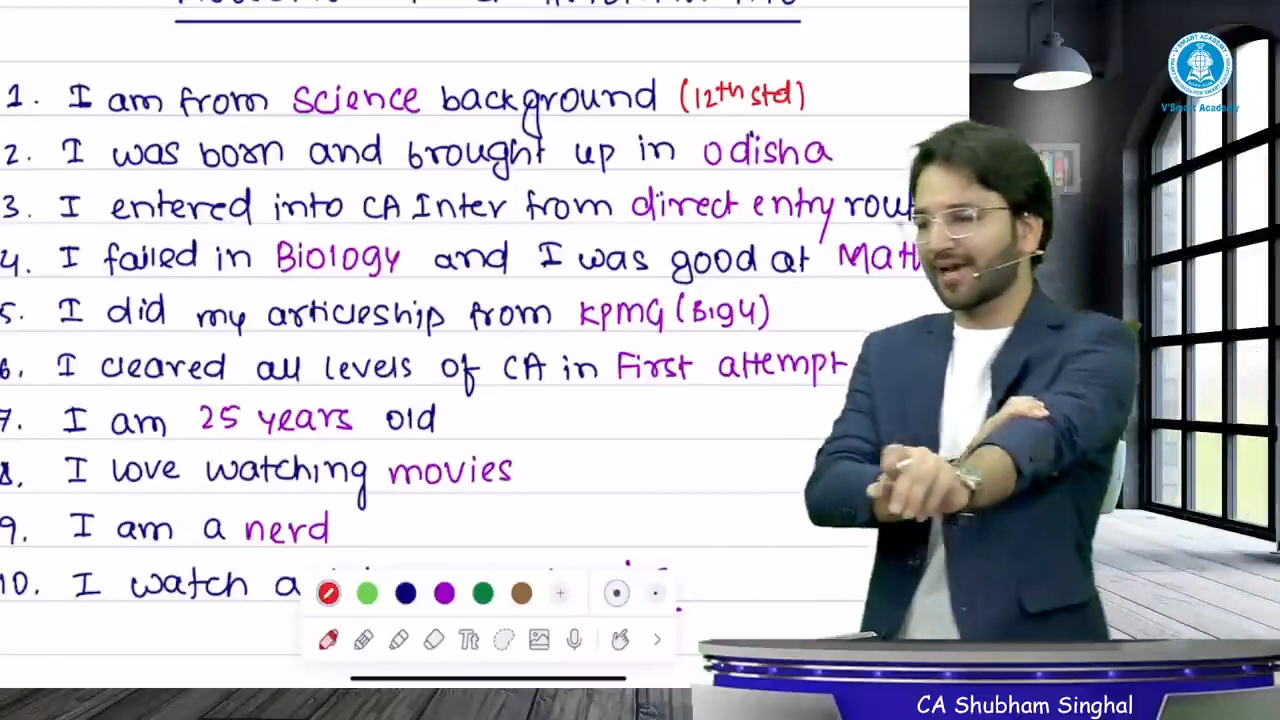 1. I am from science background (12th std)
2. I was born and brought up in odisha
3. I entered into CA Inter from direct entry
4. I failed in Biology and I was good at
5. I did my articleship from KPMG (Big4)
6. I cleared all levels of CA in First attempt
7. I am 25 years old
8. I love watching movies
9. I am a nerd
10. I watch
Tt
V'SMART ACADEMY
V'Smart Academy
CA Shubham Singhal